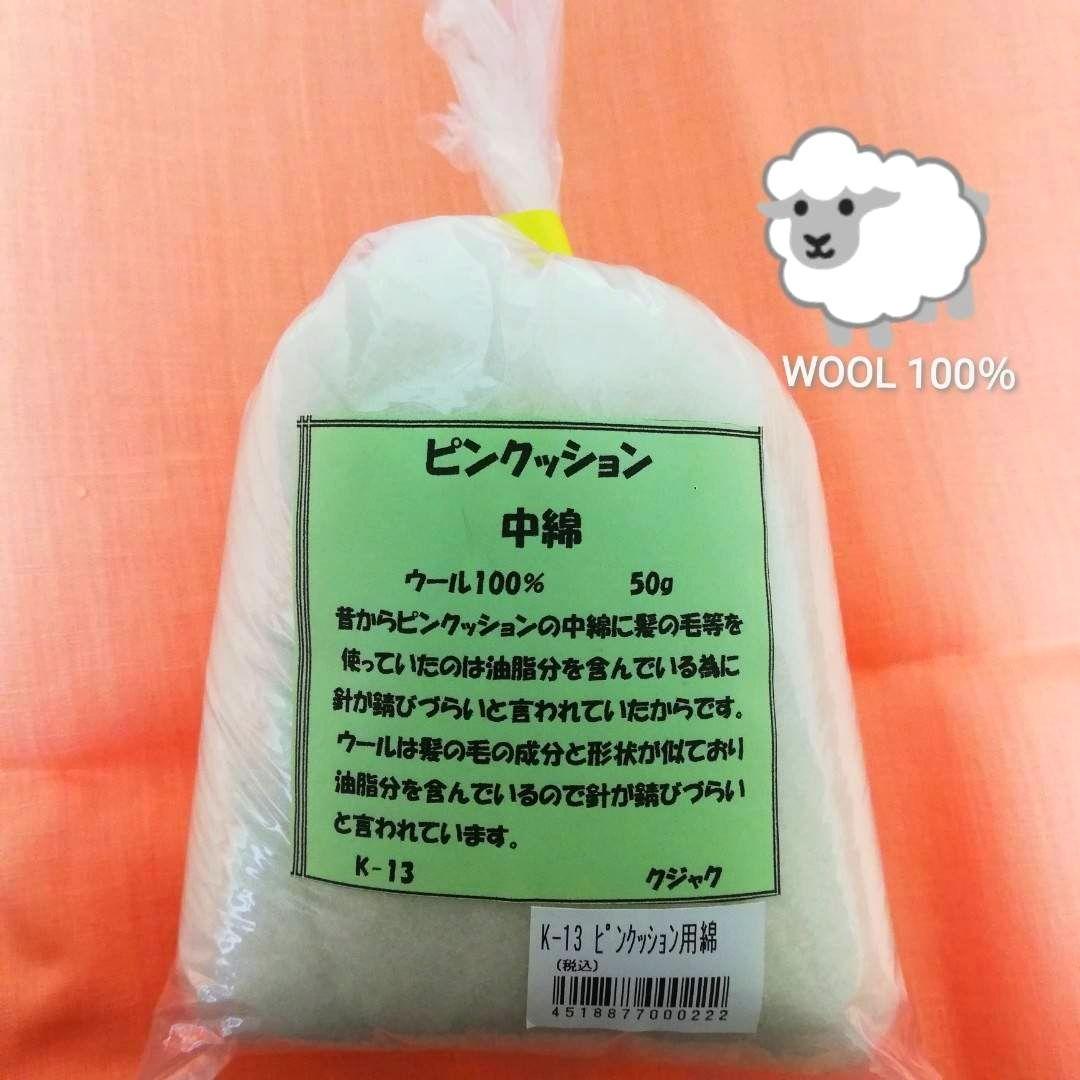 WOOL 100%
ピンクッション
中綿
ウール100% 50g
昔からピンクッションの中綿に髪の毛等を
使っていたのは油脂分を含んでいる為に
針が錆びづらいと言われていたからです。
ウールは髪の毛の成分と形状が似ており
油脂分を含んでいるので針が錆びづらい
と言われています。
K-13 クジャク
K-13 ピンクッション用綿
(税込)
4518877000222